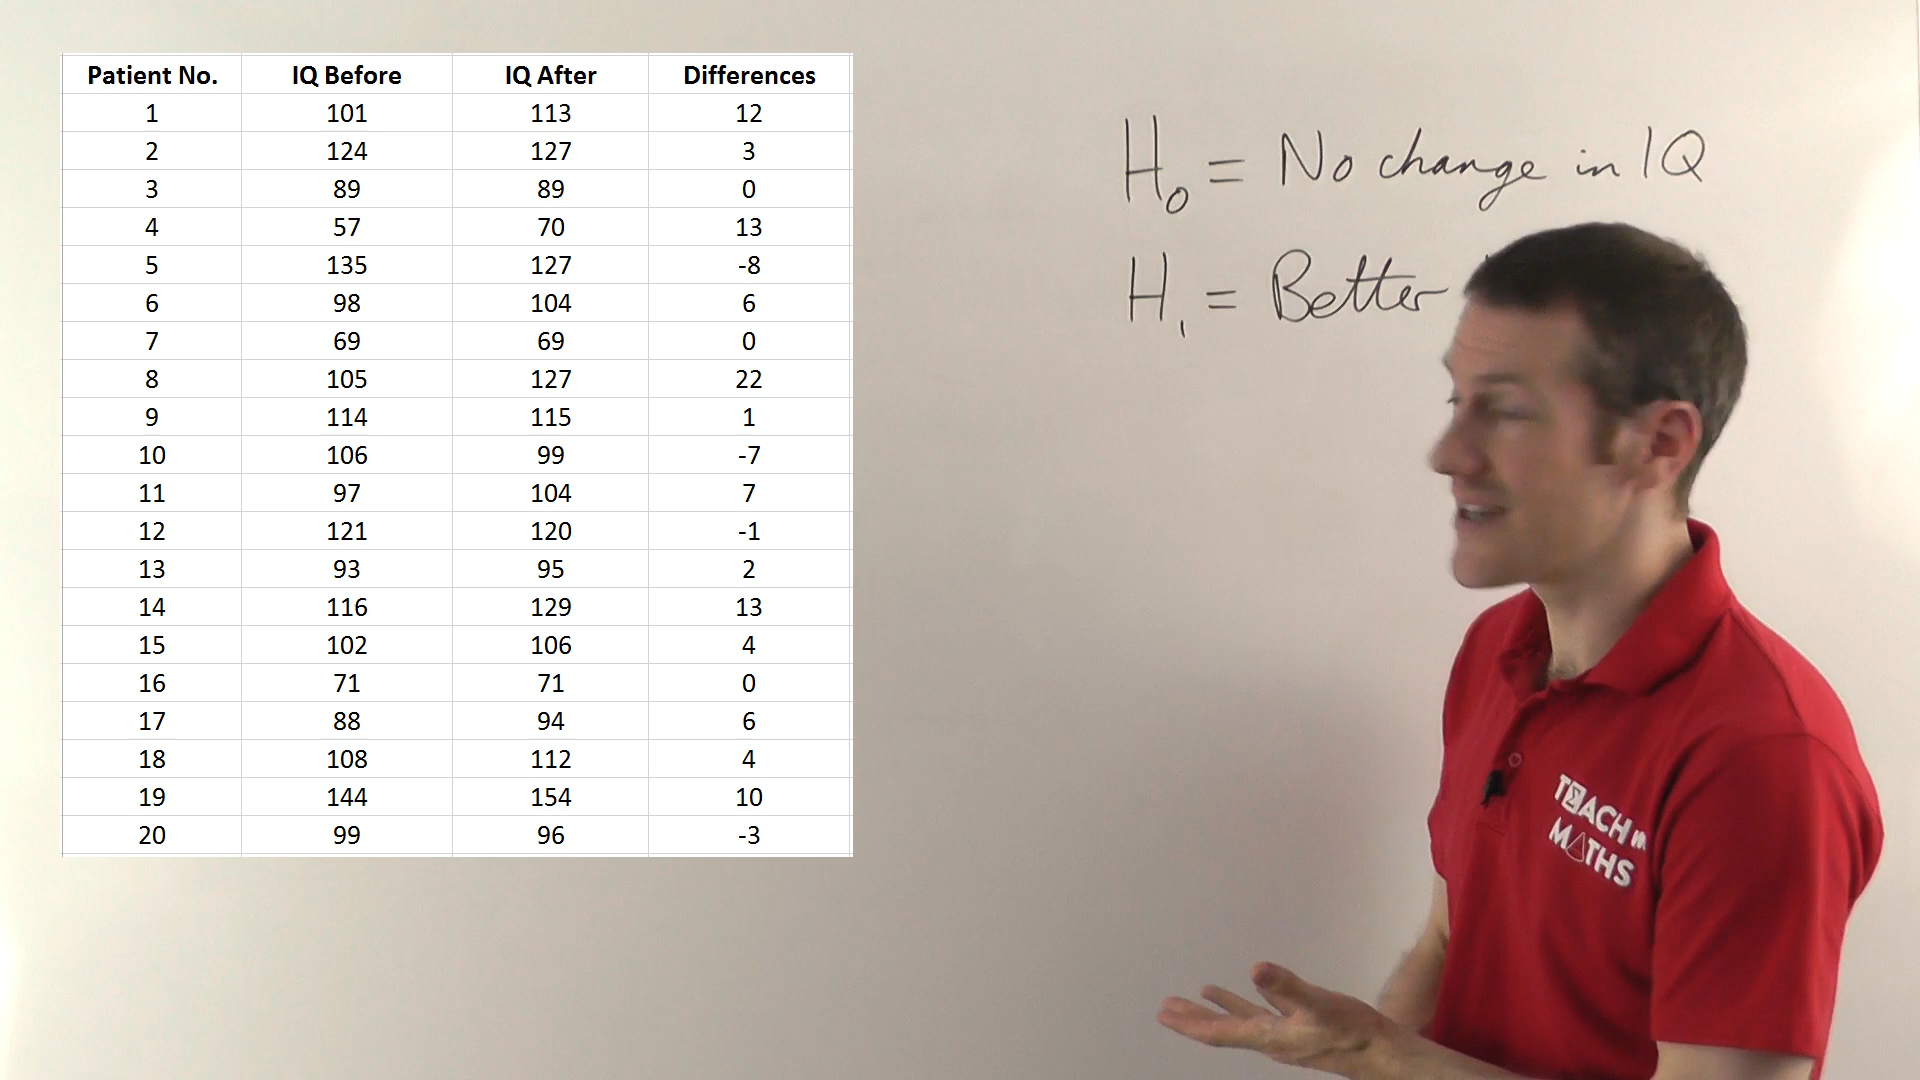 Patient No. IQ Before IQ After Differences
1 101 113 12
2 124 127 3
3 89 89 0
4 57 70 13
5 135 127 -8
6 98 104 6
7 69 69 0
8 105 127 22
9 114 115 1
10 106 99 -7
11 97 104 7
12 121 120 -1
13 93 95 2
14 116 129 13
15 102 106 4
16 71 71 0
17 88 94 6
18 108 112 4
19 144 154 10
20 99 96 -3
H₀ = No change in IQ
H₁ = Better
TEACH me
MATHS